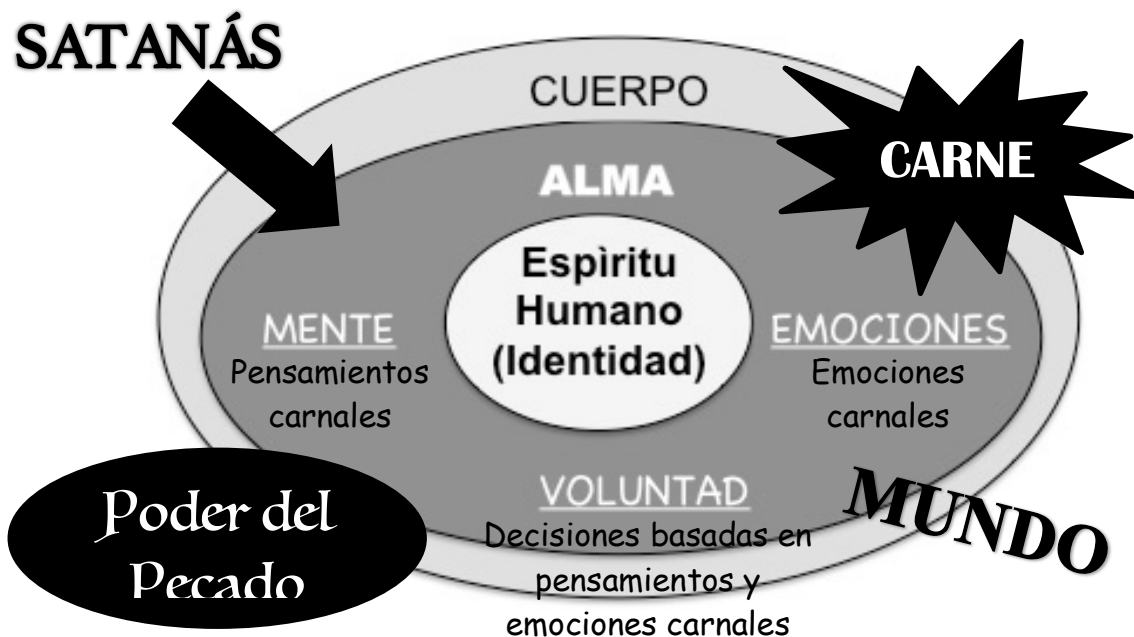 SATANÁS
CUERPO
CARNE
ALMA
Espìritu
Humano
(Identidad)
MENTE
Pensamientos
carnales
EMOCIONES
Emociones
carnales
VOLUNTAD
Decisiones basadas en
pensamientos y
emociones carnales
MUNDO
Poder del
Pecado